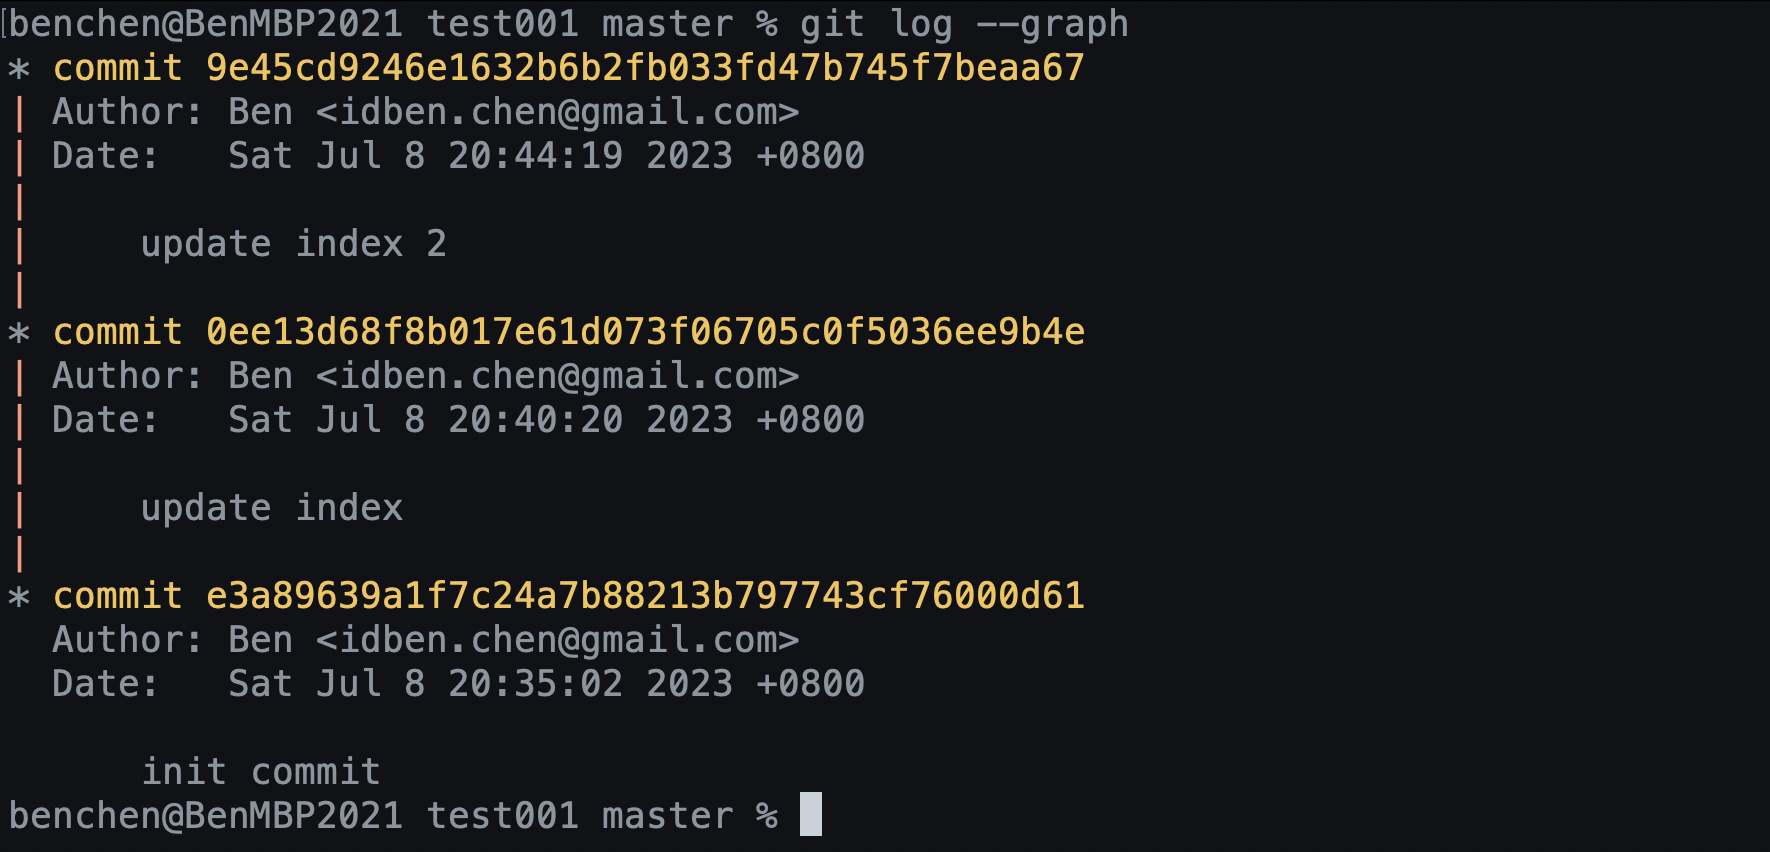 [benchen@BenMBP2021 test001 master % git log --graph
* commit 9e45cd9246e1632b6b2fb033fd47b745f7beaa67
| Author: Ben <idben.chen@gmail.com>
| Date:   Sat Jul 8 20:44:19 2023 +0800
|
|     update index 2
|
* commit 0ee13d68f8b017e61d073f06705c0f5036ee9b4e
| Author: Ben <idben.chen@gmail.com>
| Date:   Sat Jul 8 20:40:20 2023 +0800
|
|     update index
|
* commit e3a89639a1f7c24a7b88213b797743cf76000d61
  Author: Ben <idben.chen@gmail.com>
  Date:   Sat Jul 8 20:35:02 2023 +0800

      init commit
benchen@BenMBP2021 test001 master %